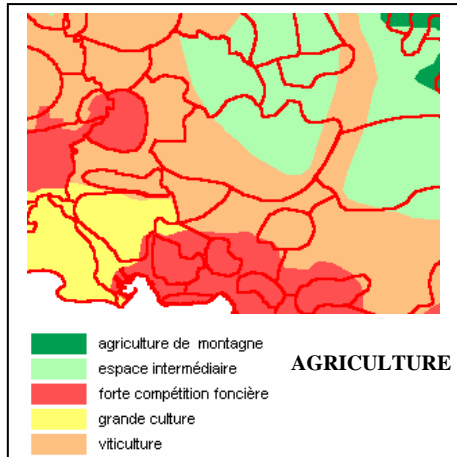 agriculture de montagne
espace intermédiaire
AGRICULTURE
forte compétition foncière
grande culture
viticulture